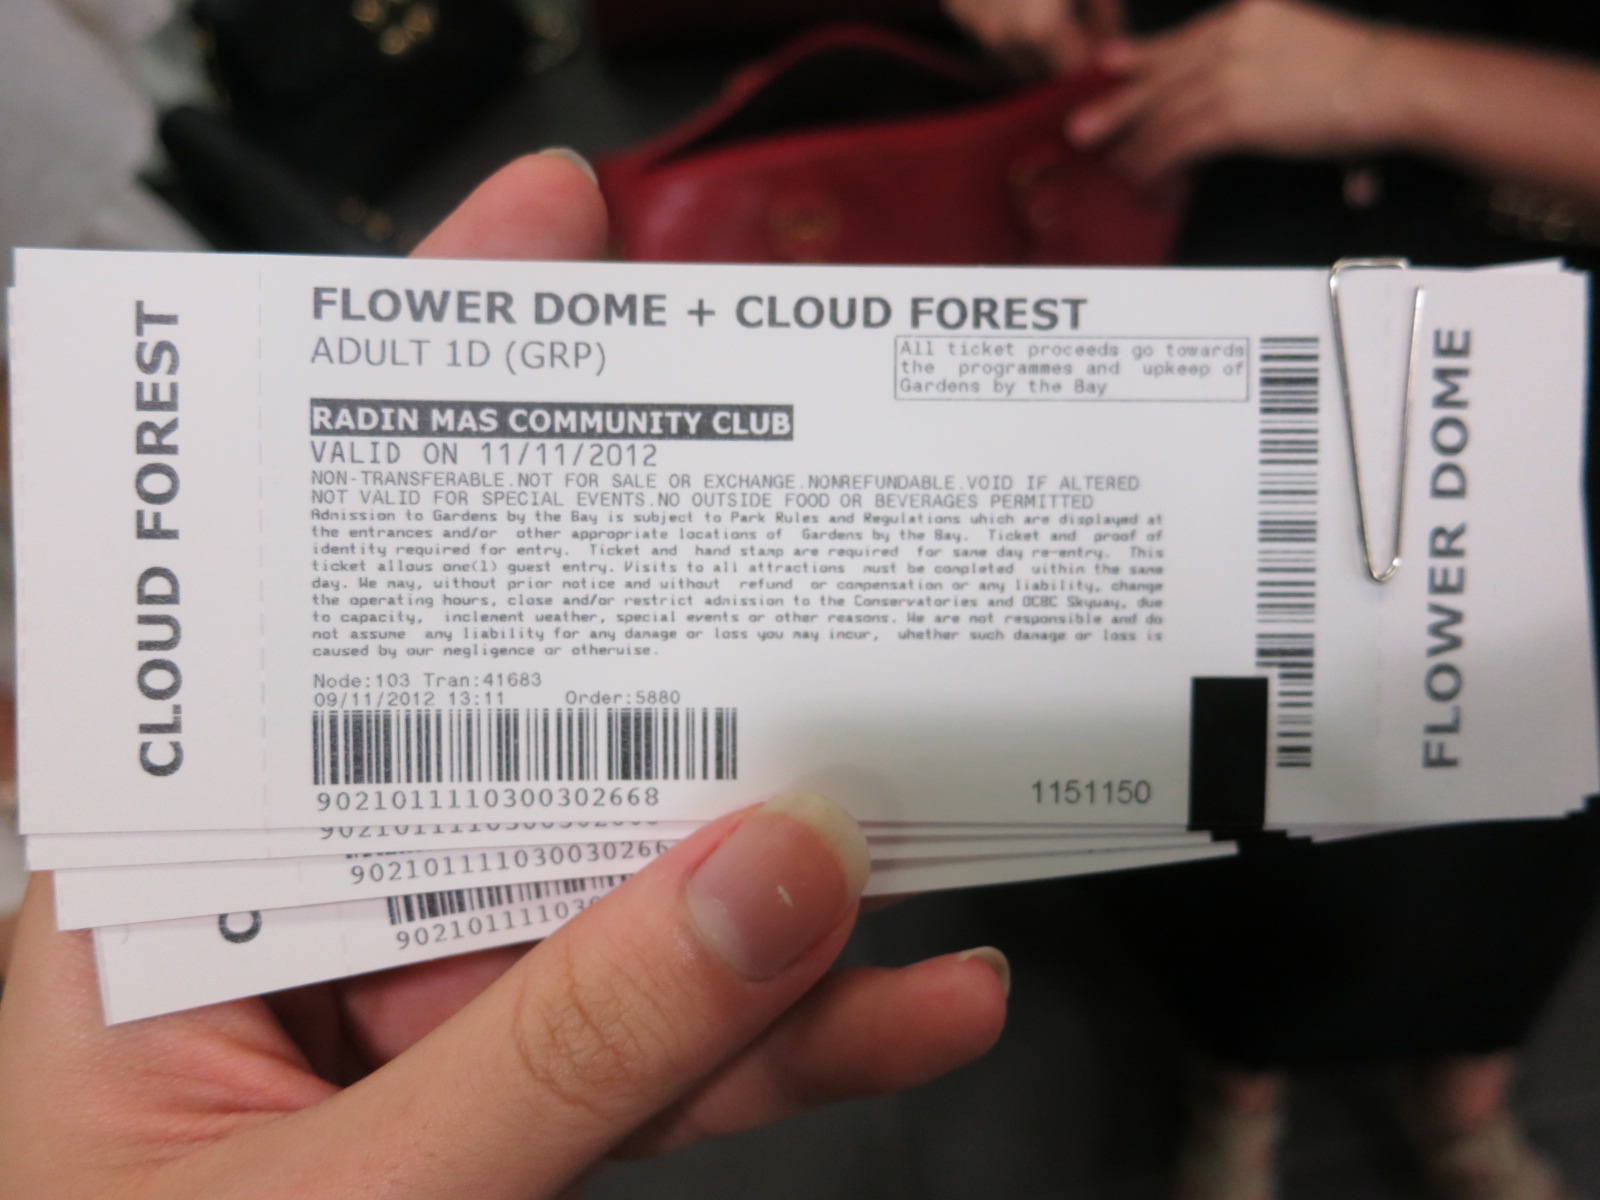 CLOUD FOREST
FLOWER DOME + CLOUD FOREST
ADULT 1D (GRP)
All ticket proceeds go towards
the programmes and upkeep of
Gardens by the Bay
RADIN MAS COMMUNITY CLUB
VALID ON 11/11/2012
NON-TRANSFERABLE.NOT FOR SALE OR EXCHANGE.NONREFUNDABLE.VOID IF ALTERED
NOT VALID FOR SPECIAL EVENTS.NO OUTSIDE FOOD OR BEVERAGES PERMITTED
Admission to Gardens by the Bay is subject to Park Rules and Regulations which are displayed at
the entrances and/or other appropriate locations of Gardens by the Bay. Ticket and proof of
identity required for entry. Ticket and hand stamp are required for same day re-entry. This
ticket allows one(1) guest entry. Visits to all attractions must be completed within the same
day. We may, without prior notice and without refund or compensation or any liability, change
the operating hours, close and/or restrict admission to the Conservatories and OCBC Skyway, due
to capacity, inclement weather, special events or other reasons. We are not responsible and do
not assume any liability for any damage or loss you may incur, whether such damage or loss is
caused by our negligence or otherwise.
Node:103 Tran:41683
09/11/2012 13:11 Order:5880
9021011110300302668
1151150
FLOWER DOME
902101111030030266
C
90210111103